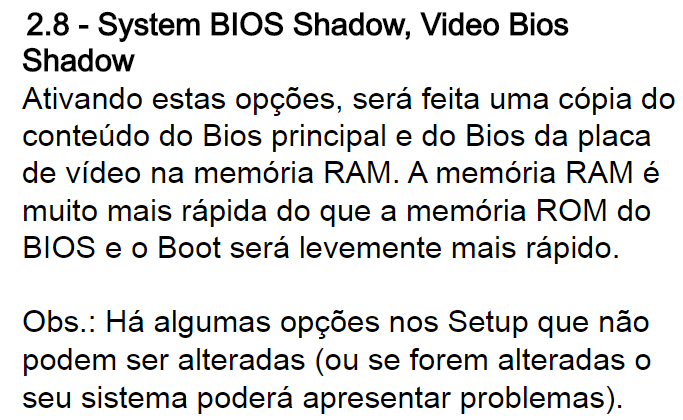 2.8 - System BIOS Shadow, Video Bios
Shadow
Ativando estas opções, será feita uma cópia do
conteúdo do Bios principal e do Bios da placa
de vídeo na memória RAM. A memória RAM é
muito mais rápida do que a memória ROM do
BIOS e o Boot será levemente mais rápido.
Obs.: Há algumas opções nos Setup que não
podem ser alteradas (ou se forem alteradas o
seu sistema poderá apresentar problemas).